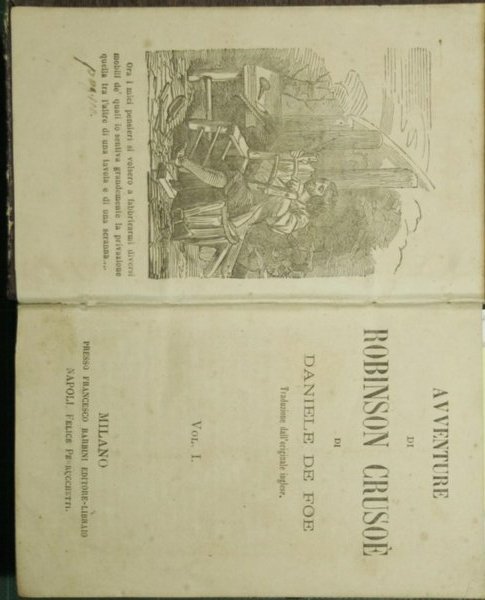 Ora i miei pensieri si volsero a fabbricarmi diversi
mobili de' quali io sentiva grandemente la privazione
quella tra l'altre di una tavola e di una scranna....
AVVENTURE
DI
ROBINSON CRUSOÈ
DI
DANIELE DE FOE
Traduzione dall'originale inglese.
VOL. I.
MILANO
PRESSO FRANCESCO BARBINI EDITORE-LIBRAIO
NAPOLI FELICE PERUCCHETTI.